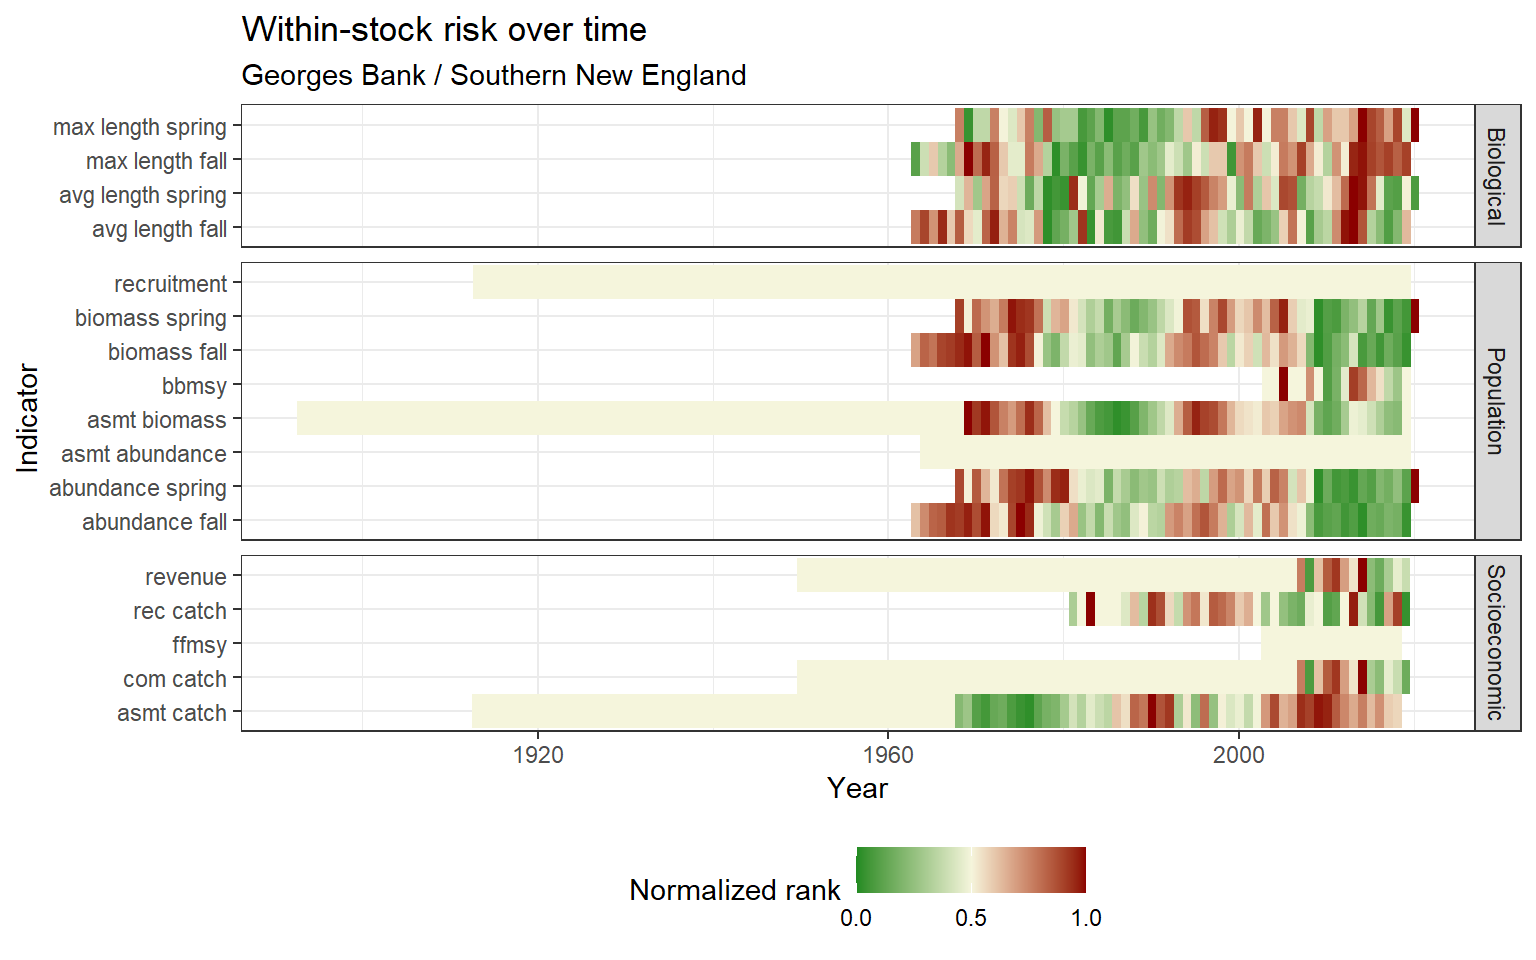 Within-stock risk over time
Georges Bank / Southern New England
max length spring
max length fall
avg length spring
avg length fall
Biological
recruitment
biomass spring
biomass fall
bbmsy
asmt biomass
asmt abundance
abundance spring
abundance fall
Population
revenue
rec catch
ffmsy
com catch
asmt catch
Socioeconomic
Indicator
1920 1960 2000
Year
Normalized rank
0.0 0.5 1.0